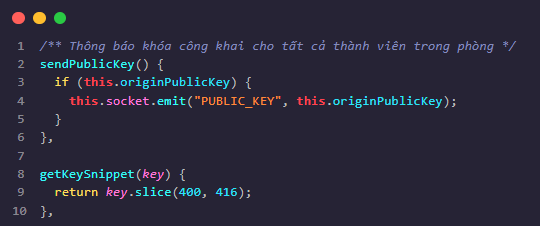 1 /** Thông báo khóa công khai cho tất cả thành viên trong phòng */
2 sendPublicKey() {
3   if (this.originPublicKey) {
4     this.socket.emit("PUBLIC_KEY", this.originPublicKey);
5   }
6 },
7
8 getKeySnippet(key) {
9   return key.slice(400, 416);
10 },